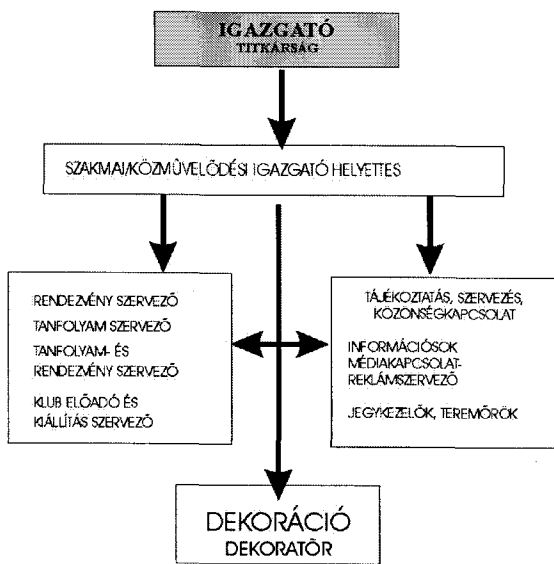 IGAZGATÓ
TITKÁRSÁG
SZAKMAI/KÖZMŰVELŐDÉSI IGAZGATÓ HELYETTES
RENDEZVÉNY SZERVEZŐ
TANFOLYAM SZERVEZŐ
TANFOLYAM- ÉS
RENDEZVÉNY SZERVEZŐ
KLUB ELŐADÓ ÉS
KIÁLLÍTÁS SZERVEZŐ
TÁJÉKOZTATÁS, SZERVEZÉS,
KÖZÖNSÉGKAPCSOLAT
INFORMÁCIÓSOK
MÉDIAKAPCSOLAT-
REKLÁMSZERVEZŐ
JEGYKEZELŐK, TEREMŐRÖK
DEKORÁCIÓ
DEKORATŐR